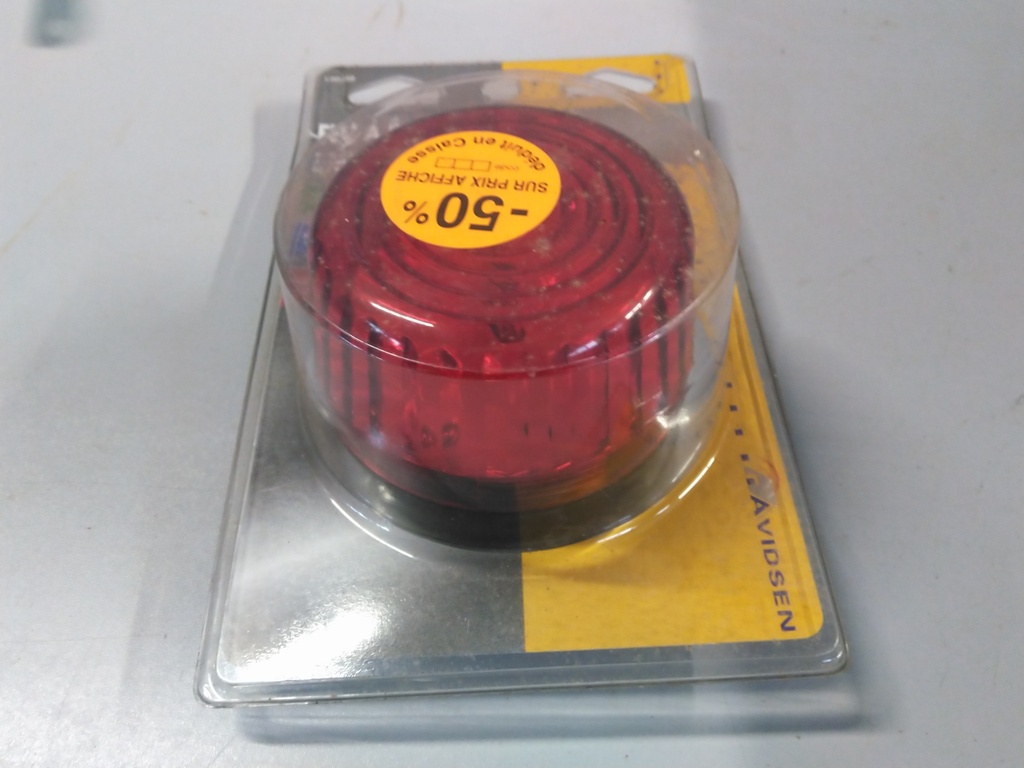 -50%
SUR PRIX AFFICHE
déduit en Caisse
AVIDSEN